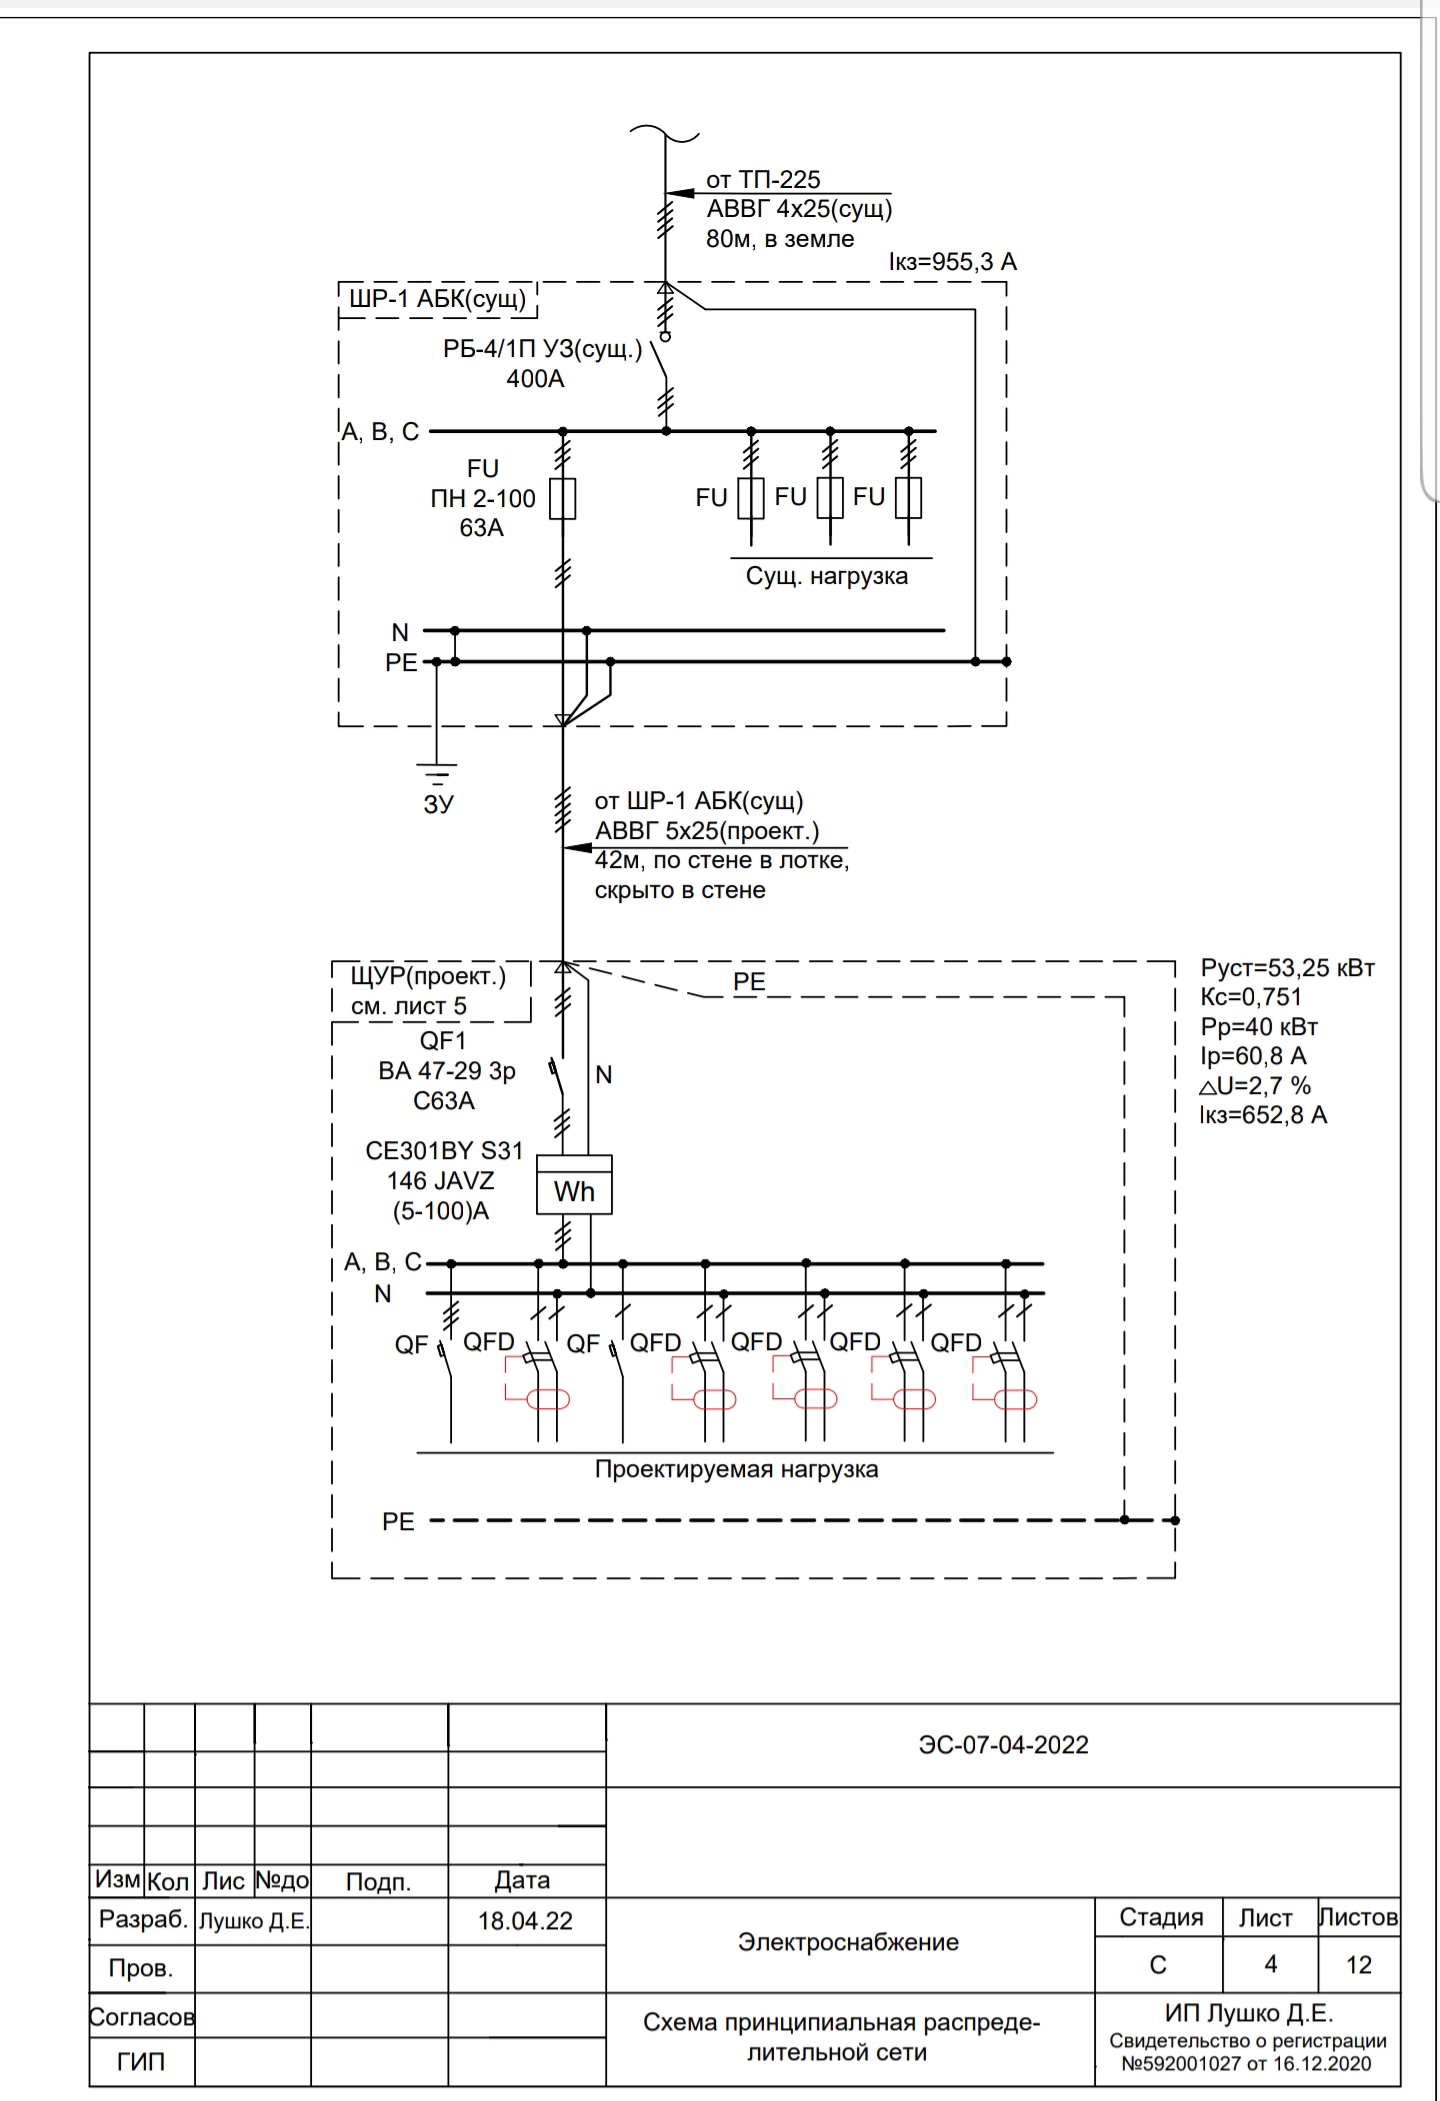 от ТП-225
АВВГ 4х25(сущ)
80м, в земле
Iкз=955,3 А
ШР-1 АБК(сущ)
РБ-4/1П УЗ(сущ.)
400А
А, В, С
FU
ПН 2-100
63А
FU
FU
FU
Сущ. нагрузка
N
PE
ЗУ
от ШР-1 АБК(сущ)
АВВГ 5х25(проект.)
42м, по стене в лотке,
скрыто в стене
ЩУР(проект.)
см. лист 5
PE
Руст=53,25 кВт
Кс=0,751
Рр=40 кВт
Iр=60,8 А
△U=2,7 %
Iкз=652,8 А
QF1
ВА 47-29 3р
С63А
N
СЕ301BY S31
146 JAVZ
(5-100)А
Wh
А, В, С
N
QF
QFD
QF
QFD
QFD
QFD
QFD
Проектируемая нагрузка
PE
ЭС-07-04-2022
Изм Кол Лис №до Подп. Дата
Разраб. Лушко Д.Е. 18.04.22
Пров.
Согласов
ГИП
Электроснабжение
Стадия Лист Листов
С 4 12
Схема принципиальная распреде-
лительной сети
ИП Лушко Д.Е.
Свидетельство о регистрации
№592001027 от 16.12.2020